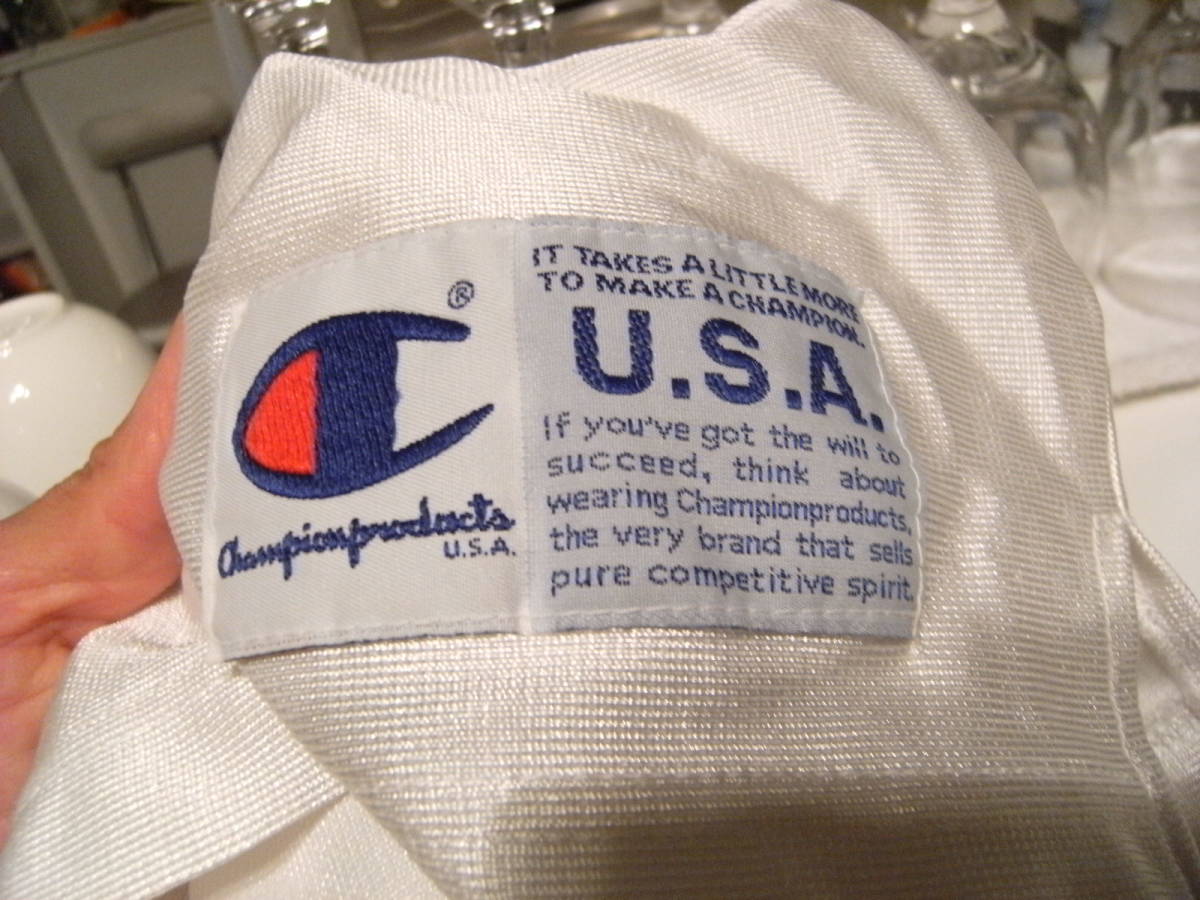 ®
Championproducts
U.S.A.
IT TAKES A LITTLE MORE
TO MAKE A CHAMPION.
U.S.A.
If you've got the will to
succeed, think about
wearing Championproducts,
the very brand that sells
pure competitive spirit.